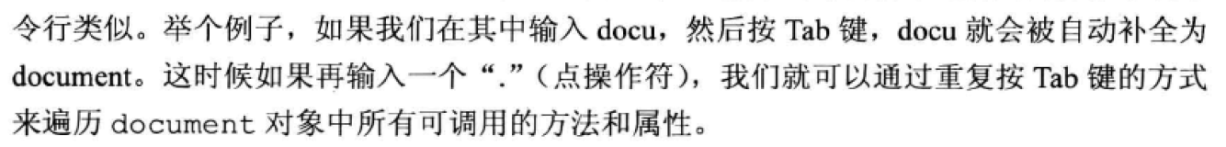 令行类似。举个例子，如果我们在其中输入 docu，然后按 Tab 键，docu 就会被自动补全为
document。这时候如果再输入一个“.”（点操作符），我们就可以通过重复按 Tab 键的方式
来遍历 document 对象中所有可调用的方法和属性。